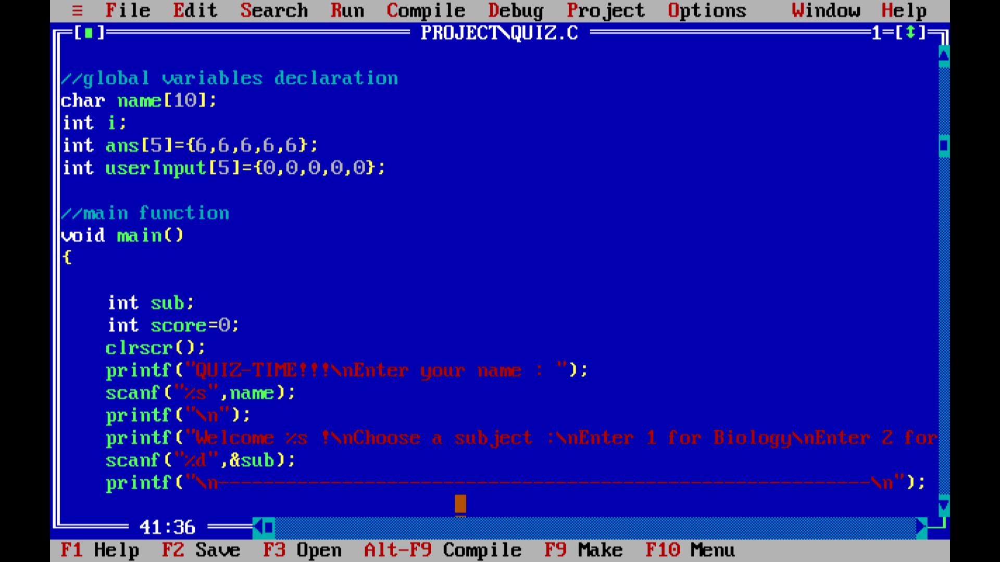 ≡ File Edit Search Run Compile Debug Project Options Window Help
[■] PROJECT\QUIZ.C 1=[↕]
//global variables declaration
char name[10];
int i;
int ans[5]={6,6,6,6,6};
int userInput[5]={0,0,0,0,0};
//main function
void main()
{
int sub;
int score=0;
clrscr();
printf("QUIZ-TIME!!!\nEnter your name : ");
scanf("%s",name);
printf("\n");
printf("Welcome %s !\nChoose a subject :\nEnter 1 for Biology\nEnter 2 for
scanf("%d",&sub);
printf("\n----------------------------------------------------------\n");
41:36
F1 Help F2 Save F3 Open Alt-F9 Compile F9 Make F10 Menu